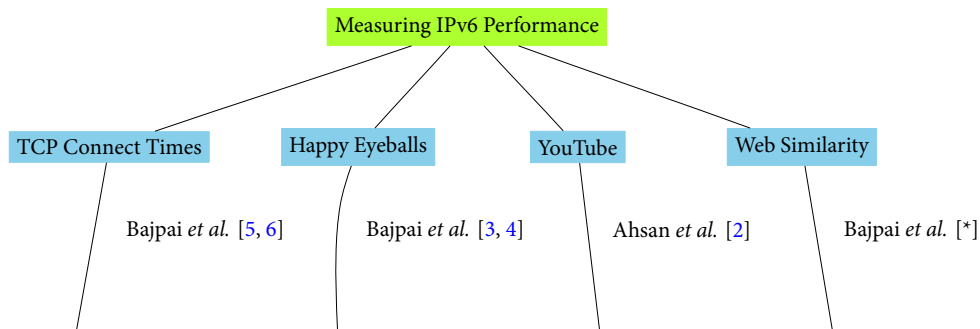 Measuring IPv6 Performance
TCP Connect Times
Happy Eyeballs
YouTube
Web Similarity
Bajpai et al. [5, 6]
Bajpai et al. [3, 4]
Ahsan et al. [2]
Bajpai et al. [*]